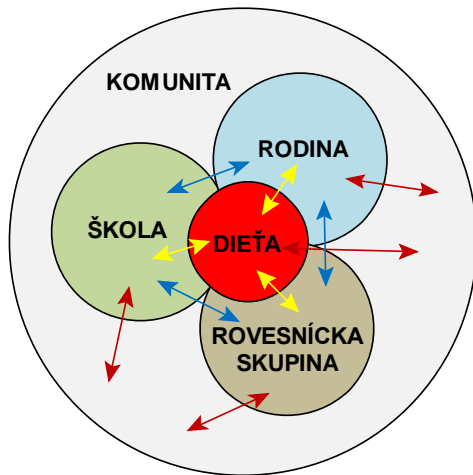 KOMUNITA
RODINA
ŠKOLA
DIEŤA
ROVESNÍCKA
SKUPINA